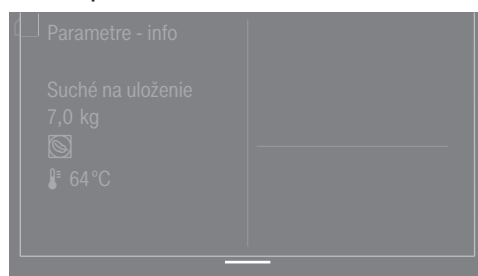 Parametre - info
Suché na uloženie
7,0 kg
64°C